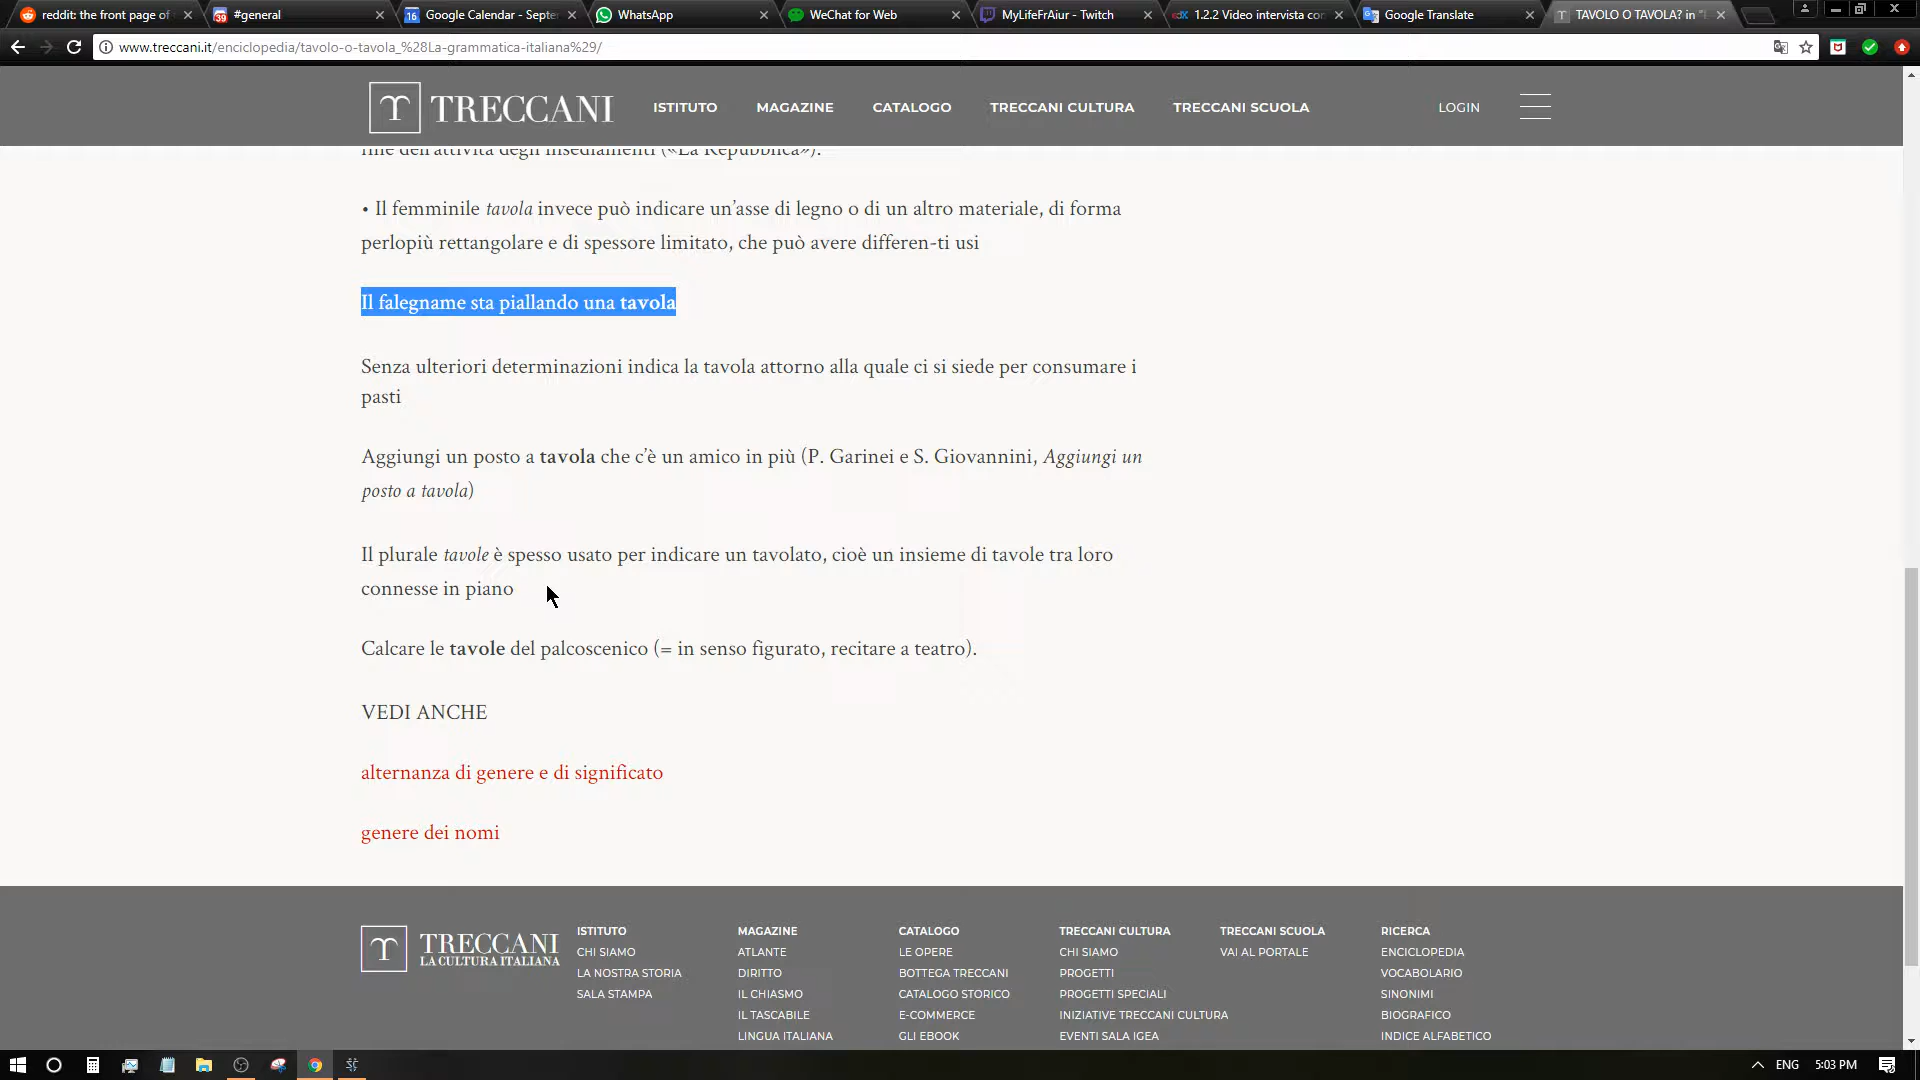 reddit: the front page of
#general
Google Calendar - Septe
WhatsApp
WeChat for Web
MyLifeFrAiur - Twitch
1.2.2 Video intervista con
Google Translate
TAVOLO O TAVOLA? in "
www.treccani.it/enciclopedia/tavolo-o-tavola_%28La-grammatica-italiana%29/
TRECCANI
ISTITUTO
MAGAZINE
CATALOGO
TRECCANI CULTURA
TRECCANI SCUOLA
LOGIN
fine dell'attività degli insediamenti («La Repubblica»).
• Il femminile tavola invece può indicare un'asse di legno o di un altro materiale, di forma
perlopiù rettangolare e di spessore limitato, che può avere differen-ti usi
Il falegname sta piallando una tavola
Senza ulteriori determinazioni indica la tavola attorno alla quale ci si siede per consumare i
pasti
Aggiungi un posto a tavola che c'è un amico in più (P. Garinei e S. Giovannini, Aggiungi un
posto a tavola)
Il plurale tavole è spesso usato per indicare un tavolato, cioè un insieme di tavole tra loro
connesse in piano
Calcare le tavole del palcoscenico (= in senso figurato, recitare a teatro).
VEDI ANCHE
alternanza di genere e di significato
genere dei nomi
TRECCANI
LA CULTURA ITALIANA
ISTITUTO
CHI SIAMO
LA NOSTRA STORIA
SALA STAMPA
MAGAZINE
ATLANTE
DIRITTO
IL CHIASMO
IL TASCABILE
LINGUA ITALIANA
CATALOGO
LE OPERE
BOTTEGA TRECCANI
CATALOGO STORICO
E-COMMERCE
GLI EBOOK
TRECCANI CULTURA
CHI SIAMO
PROGETTI
PROGETTI SPECIALI
INIZIATIVE TRECCANI CULTURA
EVENTI SALA IGEA
TRECCANI SCUOLA
VAI AL PORTALE
RICERCA
ENCICLOPEDIA
VOCABOLARIO
SINONIMI
BIOGRAFICO
INDICE ALFABETICO
ENG
5:03 PM